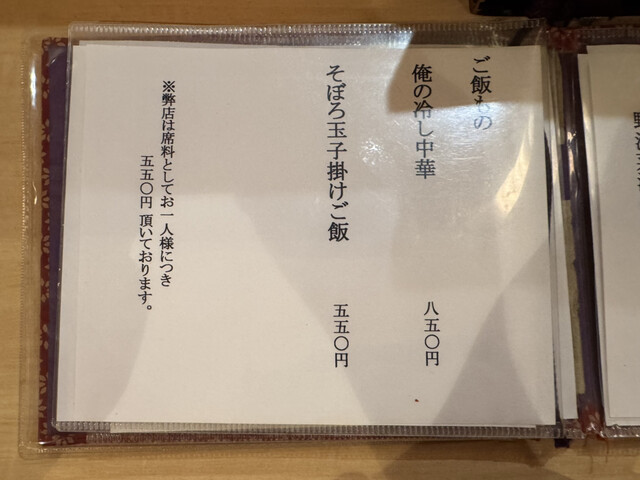 ご飯もの
俺の冷し中華 八五〇円
そぼろ玉子掛けご飯 五五〇円
※弊店は席料としてお一人様につき
五五〇円 頂いております。